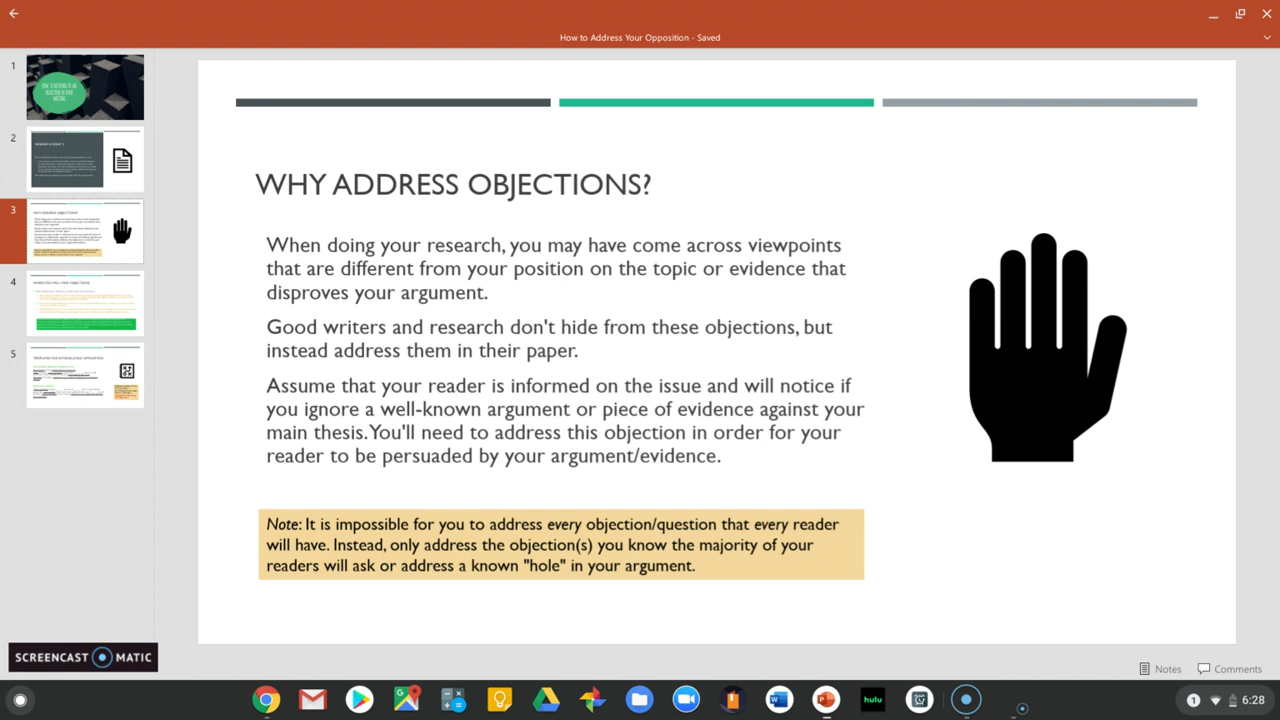 How to Address Your Opposition - Saved
1
2
3
4
5
WHY ADDRESS OBJECTIONS?
When doing your research, you may have come across viewpoints
that are different from your position on the topic or evidence that
disproves your argument.
Good writers and research don't hide from these objections, but
instead address them in their paper.
Assume that your reader is informed on the issue and will notice if
you ignore a well-known argument or piece of evidence against your
main thesis. You'll need to address this objection in order for your
reader to be persuaded by your argument/evidence.
Note: It is impossible for you to address every objection/question that every reader
will have. Instead, only address the objection(s) you know the majority of your
readers will ask or address a known "hole" in your argument.
SCREENCAST MATIC
Notes Comments
hulu
1 6:28